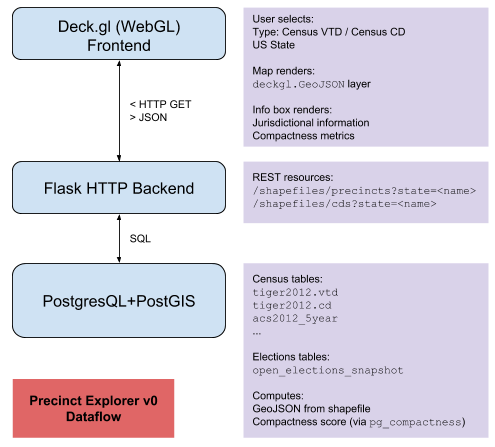 Deck.gl (WebGL)
Frontend
User selects:
Type: Census VTD / Census CD
US State
Map renders:
deckgl.GeoJSON layer
Info box renders:
Jurisdictional information
Compactness metrics
< HTTP GET
> JSON
Flask HTTP Backend
REST resources:
/shapefiles/precincts?state=<name>
/shapefiles/cds?state=<name>
SQL
PostgresQL+PostGIS
Census tables:
tiger2012.vtd
tiger2012.cd
acs2012_5year
...
Elections tables:
open_elections_snapshot
Computes:
GeoJSON from shapefile
Compactness score (via pg_compactness)
Precinct Explorer v0
Dataflow